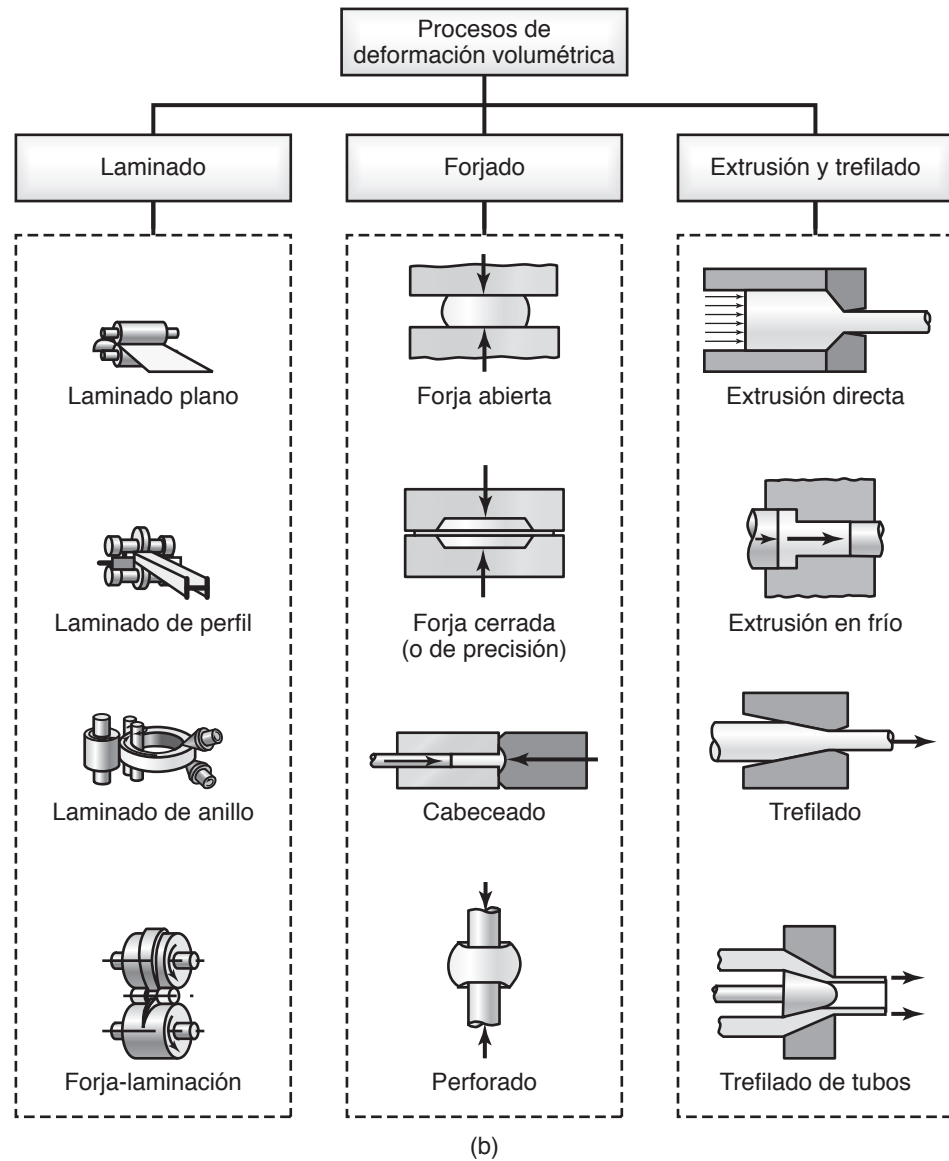 Procesos de
deformación volumétrica
Laminado
Forjado
Extrusión y trefilado
Laminado plano
Laminado de perfil
Laminado de anillo
Forja-laminación
Forja abierta
Forja cerrada
(o de precisión)
Cabeceado
Perforado
Extrusión directa
Extrusión en frío
Trefilado
Trefilado de tubos
(b)